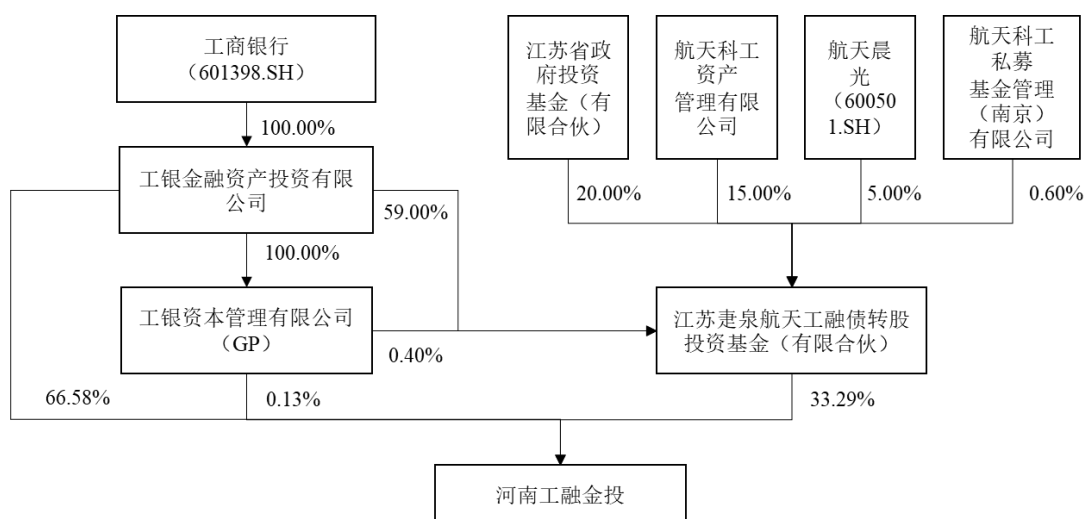 工商银行
（601398.SH）
江苏省政
府投资
基金（有
限合伙）
航天科工
资产
管理有限
公司
航天晨
光
（60050
1.SH）
航天科工
私募
基金管理
（南京）
有限公司
100.00%
工银金融资产投资有限
公司
59.00%
20.00%
15.00%
5.00%
0.60%
100.00%
工银资本管理有限公司
（GP）
江苏疌泉航天工融债转股
投资基金（有限合伙）
0.40%
66.58%
0.13%
33.29%
河南工融金投